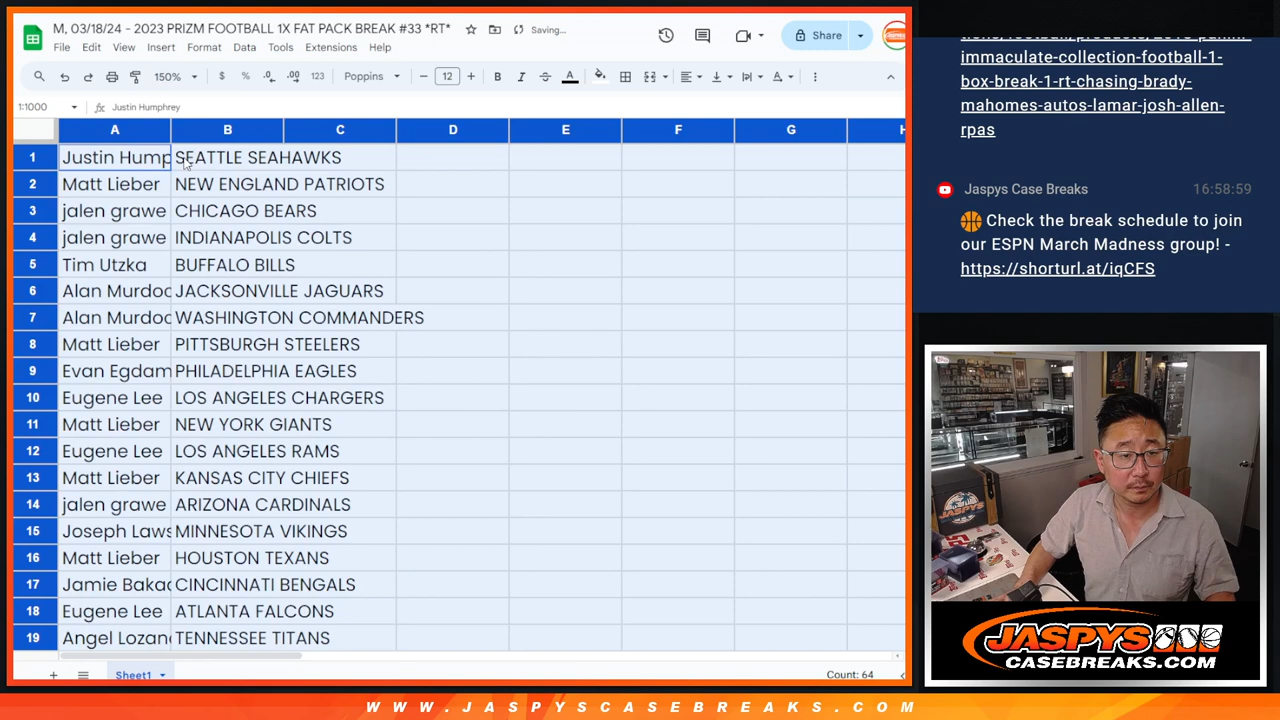 M, 03/18/24 - 2023 PRIZM FOOTBALL 1X FAT PACK BREAK #33 *RT* Saving...
File Edit View Insert Format Data Tools Extensions Help
Share
150% $ % .0 .00 123 Poppins − 12 + B I S A
1:1000 fx Justin Humphrey
A B C D E F G H
1 Justin Hump SEATTLE SEAHAWKS
2 Matt Lieber NEW ENGLAND PATRIOTS
3 jalen grawe CHICAGO BEARS
4 jalen grawe INDIANAPOLIS COLTS
5 Tim Utzka BUFFALO BILLS
6 Alan Murdoc JACKSONVILLE JAGUARS
7 Alan Murdoc WASHINGTON COMMANDERS
8 Matt Lieber PITTSBURGH STEELERS
9 Evan Egdam PHILADELPHIA EAGLES
10 Eugene Lee LOS ANGELES CHARGERS
11 Matt Lieber NEW YORK GIANTS
12 Eugene Lee LOS ANGELES RAMS
13 Matt Lieber KANSAS CITY CHIEFS
14 jalen grawe ARIZONA CARDINALS
15 Joseph Laws MINNESOTA VIKINGS
16 Matt Lieber HOUSTON TEXANS
17 Jamie Bakac CINCINNATI BENGALS
18 Eugene Lee ATLANTA FALCONS
19 Angel Lozan TENNESSEE TITANS
+ Sheet1 Count: 64
immaculate-collection-football-1-
box-break-1-rt-chasing-brady-
mahomes-autos-lamar-josh-allen-
rpas
Jaspys Case Breaks 16:58:59
Check the break schedule to join
our ESPN March Madness group! -
https://shorturl.at/iqCFS
JASPYS
CASEBREAKS.COM
WWW.JASPYSCASEBREAKS.COM